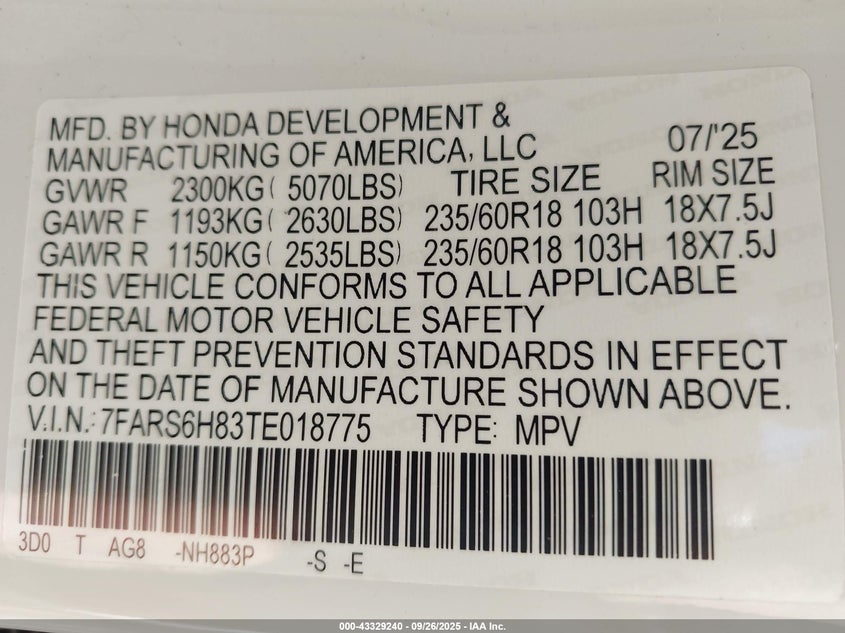 MFD. BY HONDA DEVELOPMENT &
MANUFACTURING OF AMERICA, LLC 07/'25
GVWR 2300KG( 5070LBS) TIRE SIZE RIM SIZE
GAWR F 1193KG( 2630LBS) 235/60R18 103H 18X7.5J
GAWR R 1150KG( 2535LBS) 235/60R18 103H 18X7.5J
THIS VEHICLE CONFORMS TO ALL APPLICABLE
FEDERAL MOTOR VEHICLE SAFETY
AND THEFT PREVENTION STANDARDS IN EFFECT
ON THE DATE OF MANUFACTURE SHOWN ABOVE.
V.I.N.: 7FARS6H83TE018775 TYPE: MPV
3D0 T AG8 -NH883P -S -E
000-43329240 - 09/26/2025 - IAA Inc.